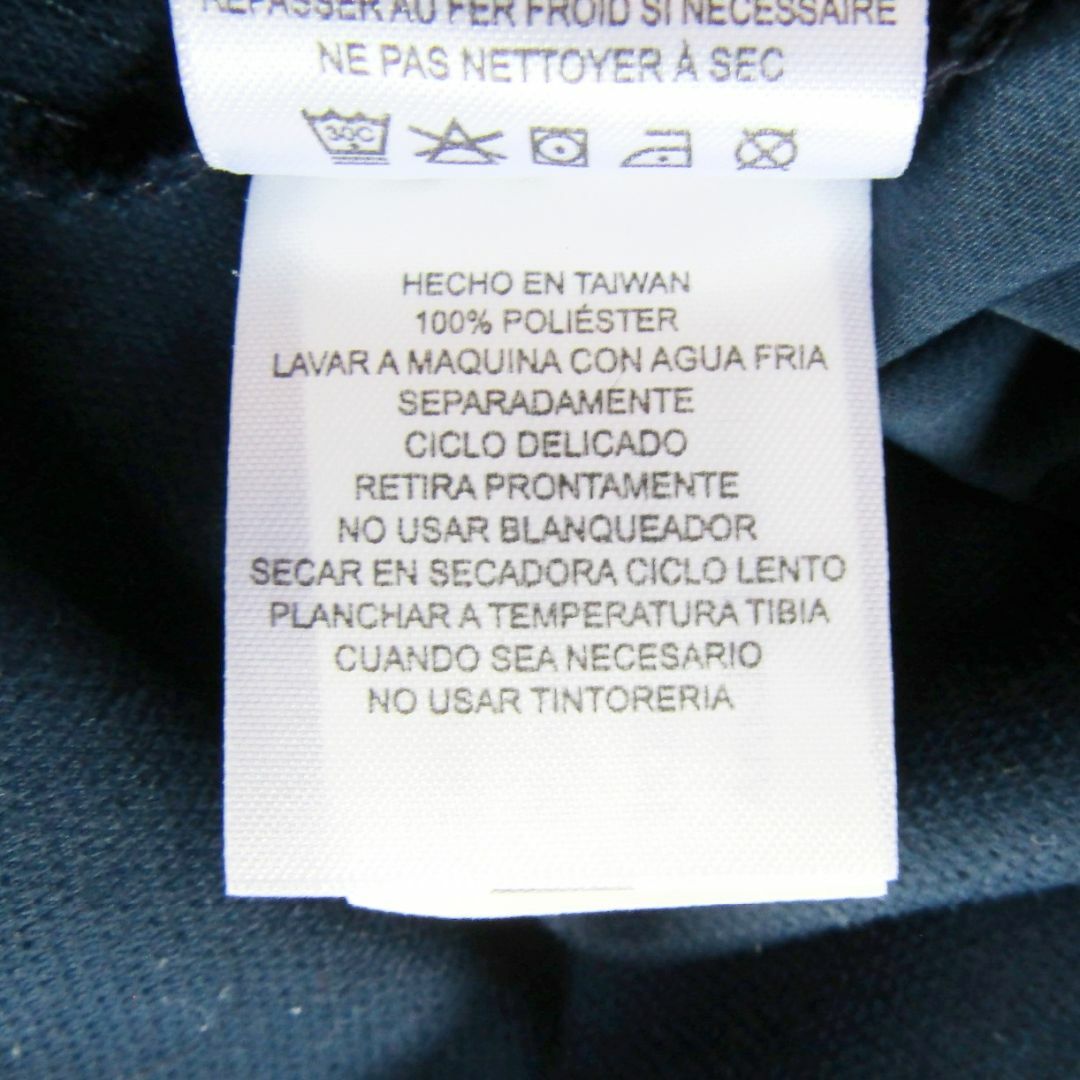 REPASSER AU FER FROID SI NÉCESSAIRE
NE PAS NETTOYER À SEC
30C
HECHO EN TAIWAN
100% POLIÉSTER
LAVAR A MAQUINA CON AGUA FRIA
SEPARADAMENTE
CICLO DELICADO
RETIRA PRONTAMENTE
NO USAR BLANQUEADOR
SECAR EN SECADORA CICLO LENTO
PLANCHAR A TEMPERATURA TIBIA
CUANDO SEA NECESARIO
NO USAR TINTORERIA